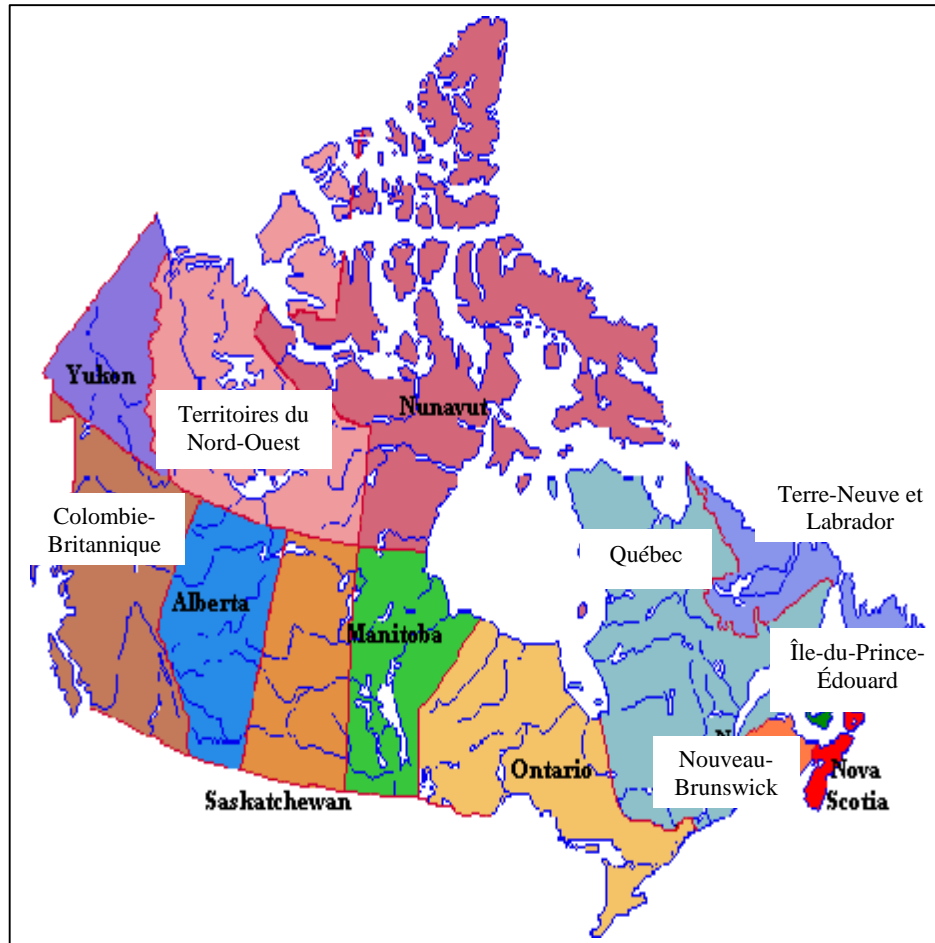 Yukon
Territoires du
Nord-Ouest
Nunavut
Colombie-
Britannique
Terre-Neuve et
Labrador
Québec
Alberta
Manitoba
Île-du-Prince-
Édouard
Ontario
Nouveau-
Brunswick
Nova
Scotia
Saskatchewan